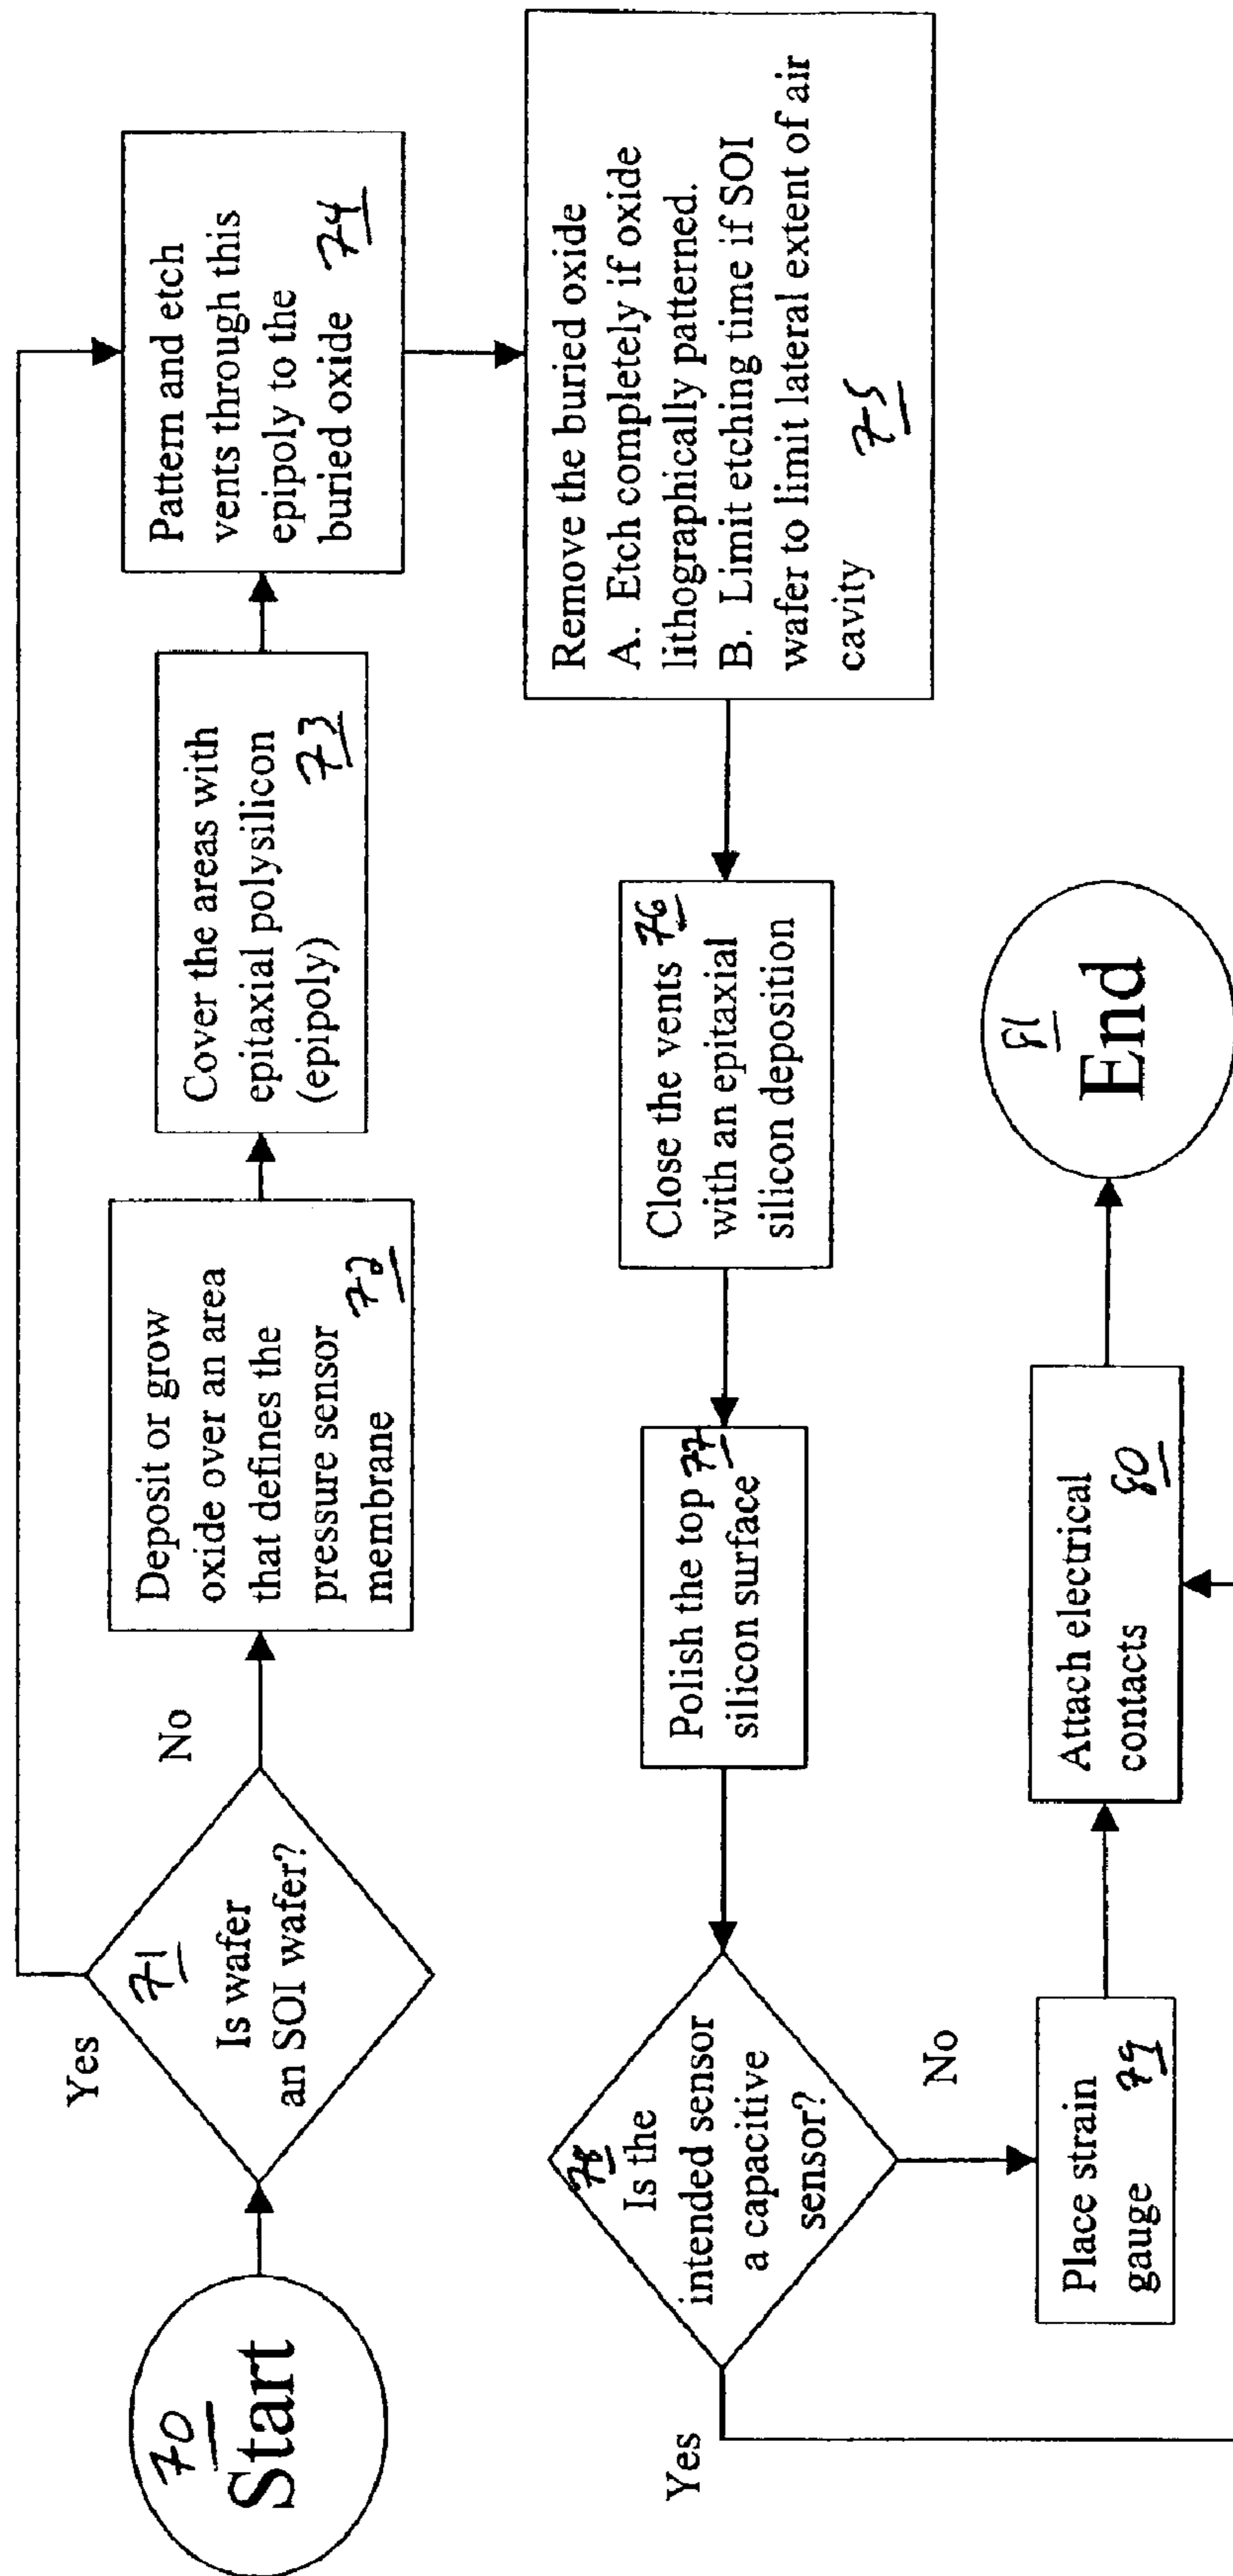 70
Start
Yes
71
Is wafer
an SOI wafer?
No
Deposit or grow
oxide over an area
that defines the
pressure sensor
membrane 72
Cover the areas with
epitaxial polysilicon
(epipoly) 73
Pattern and etch
vents through this
epipoly to the
buried oxide 74
Remove the buried oxide
A. Etch completely if oxide
lithographically patterned.
B. Limit etching time if SOI
wafer to limit lateral extent of air
cavity 75
Close the vents 76
with an epitaxial
silicon deposition
Polish the top 77
silicon surface
78
Is the
intended sensor
a capacitive
sensor?
Yes
No
Place strain
gauge 79
Attach electrical
contacts 80
81
End